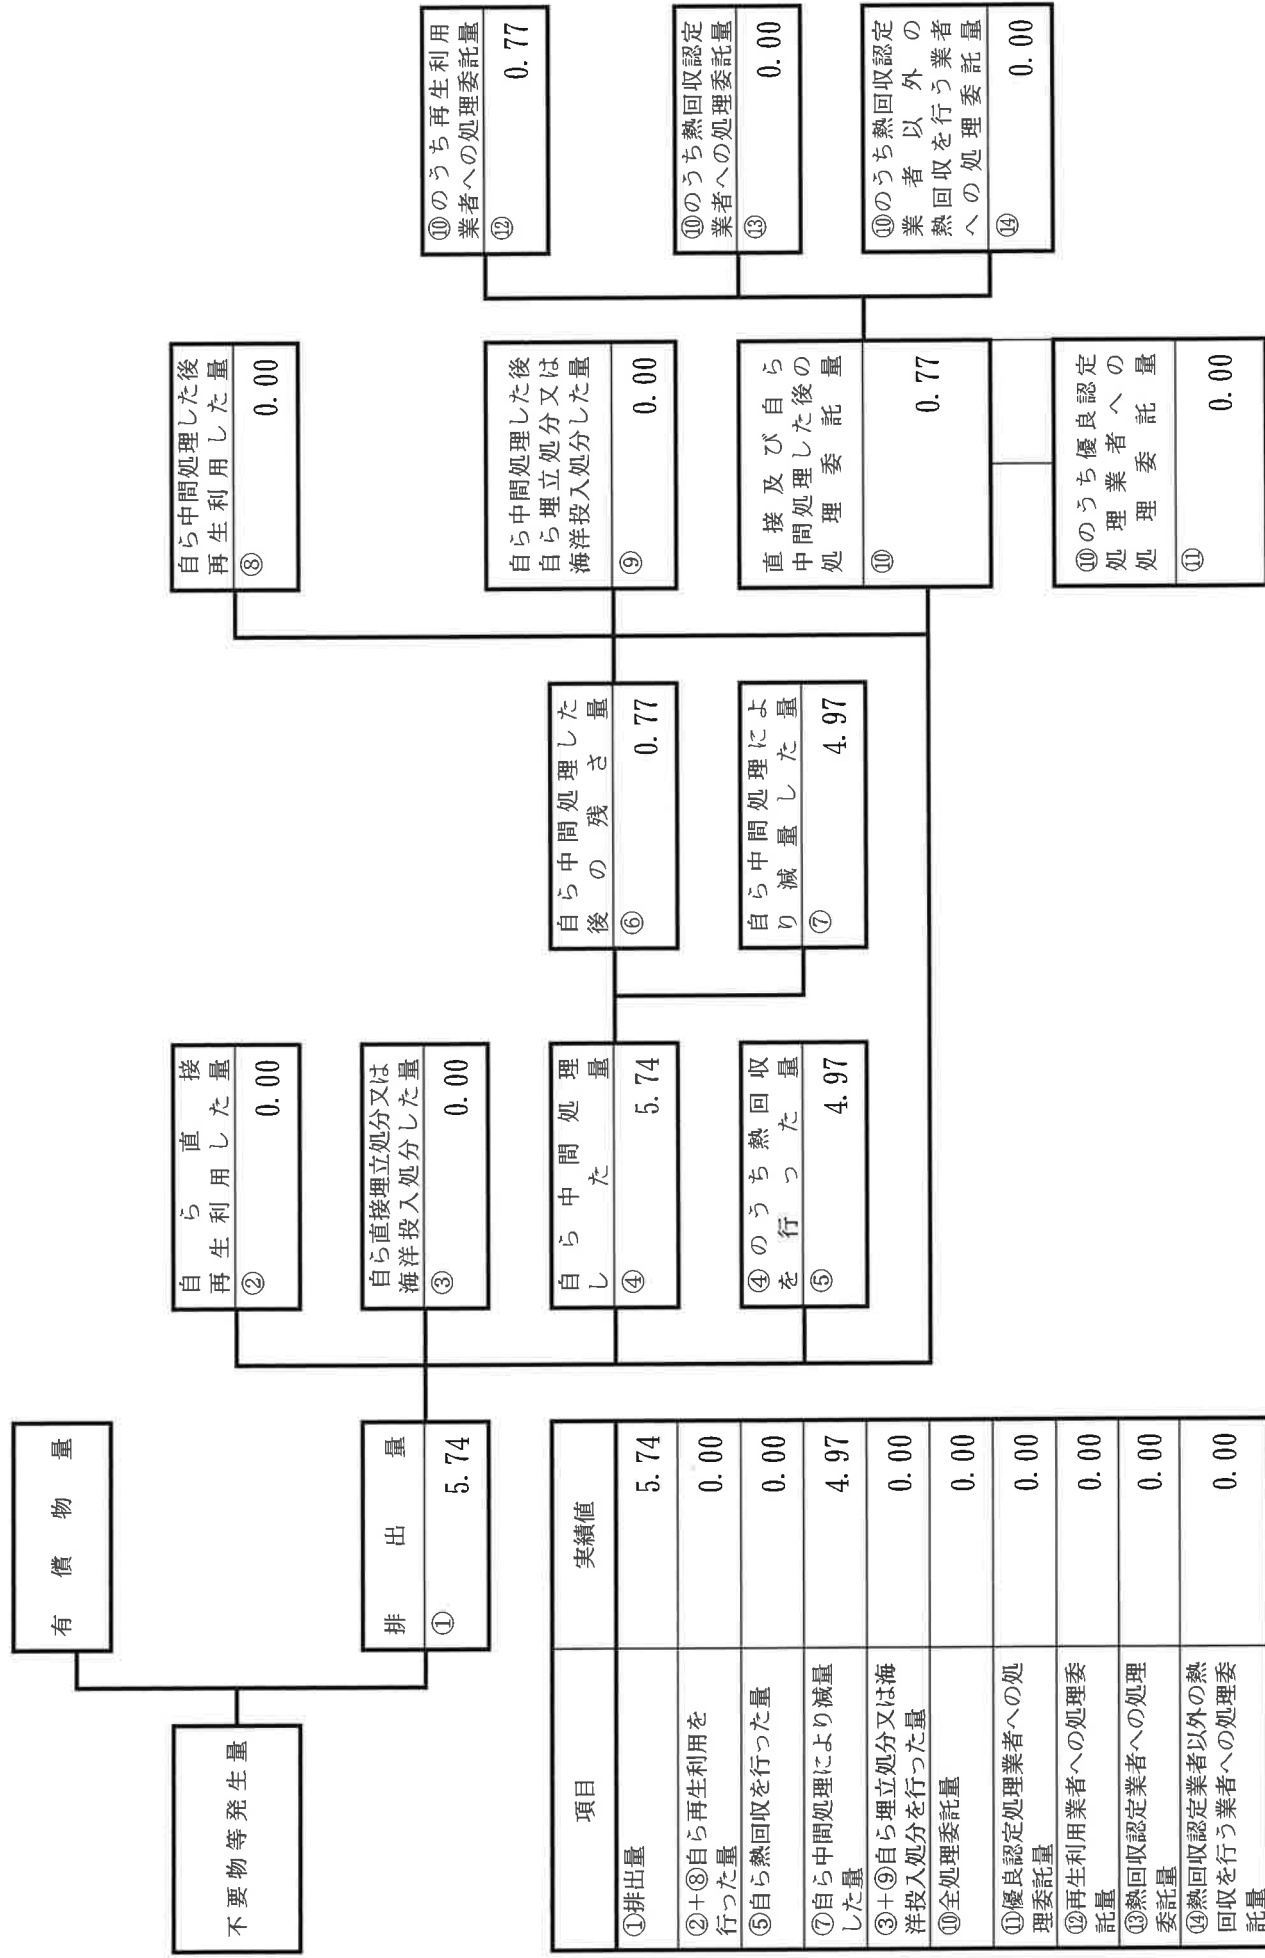 不要物等発生量
有償物量
排出量
① 5.74
自ら直接
再生利用した量
② 0.00
自ら直接埋立処分又は
海洋投入処分した量
③ 0.00
自ら中間処理
した量
④ 5.74
④のうち熱回収
を行った量
⑤ 4.97
自ら中間処理した
後の残さ量
⑥ 0.77
自ら中間処理によ
り減量した量
⑦ 4.97
自ら中間処理した後
再生利用した量
⑧ 0.00
自ら中間処理した後
自ら埋立処分又は
海洋投入処分した量
⑨ 0.00
直接及び自ら
中間処理した後の
処理委託量
⑩ 0.77
⑩のうち優良認定
処理業者への
処理委託量
⑪ 0.00
⑩のうち再生利用
業者への処理委託量
⑫ 0.77
⑩のうち熱回収認定
業者への処理委託量
⑬ 0.00
⑩のうち熱回収認定
業者以外の
熱回収を行う業者
への処理委託量
⑭ 0.00
項目 実績値
①排出量 5.74
②+⑧自ら再生利用を
行った量 0.00
⑤自ら熱回収を行った量 0.00
⑦自ら中間処理により減量
した量 4.97
③+⑨自ら埋立処分又は海
洋投入処分を行った量 0.00
⑩全処理委託量 0.00
⑪優良認定処理業者への処
理委託量 0.00
⑫再生利用業者への処理委
託量 0.00
⑬熱回収認定業者への処理
委託量 0.00
⑭熱回収認定業者以外の熱
回収を行う業者への処理委
託量 0.00